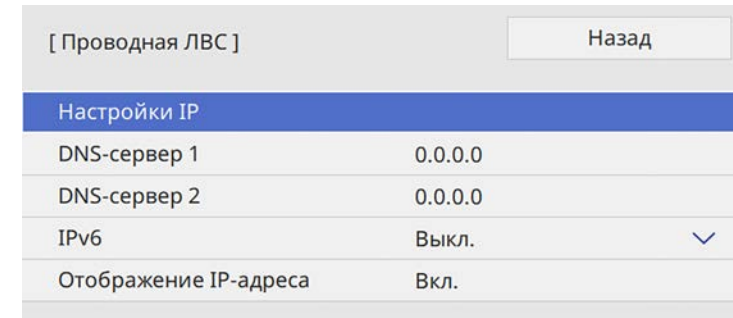 [ Проводная ЛВС ] Назад
Настройки IP
DNS-сервер 1 0.0.0.0
DNS-сервер 2 0.0.0.0
IPv6 Выкл.
Отображение IP-адреса Вкл.